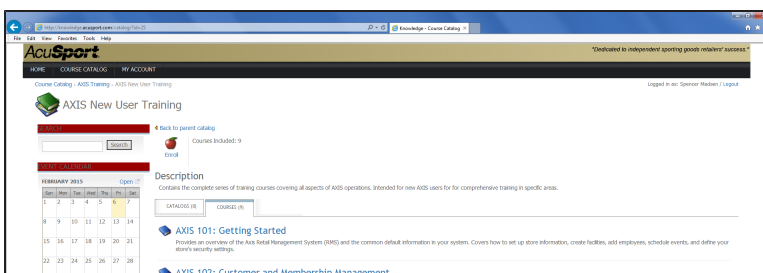 http://knowledge.acusport.com/catalog/?id=25
Knowledge - Course Catalog
File Edit View Favorites Tools Help
AcuSport
"Dedicated to independent sporting goods retailers' success."
HOME COURSE CATALOG MY ACCOUNT
Course Catalog › AXIS Training › AXIS New User Training
Logged in as: Spencer Madsen / Logout
AXIS New User Training
SEARCH
Back to parent catalog
Courses Included: 9
Search
Enroll
EVENT CALENDAR
FEBRUARY 2015 Open
Description
Contains the complete series of training courses covering all aspects of AXIS operations. Intended for new AXIS users for for comprehensive training in specific areas.
Sun Mon Tue Wed Thu Fri Sat
1 2 3 4 5 6 7
CATALOGS (0) COURSES (9)
8 9 10 11 12 13 14
AXIS 101: Getting Started
15 16 17 18 19 20 21
Provides an overview of the Axis Retail Management System (RMS) and the common default information in your system. Covers how to set up store information, create facilities, add employees, schedule events, and define your
store's security settings.
22 23 24 25 26 27 28
AXIS 102: Customer and Membership Management